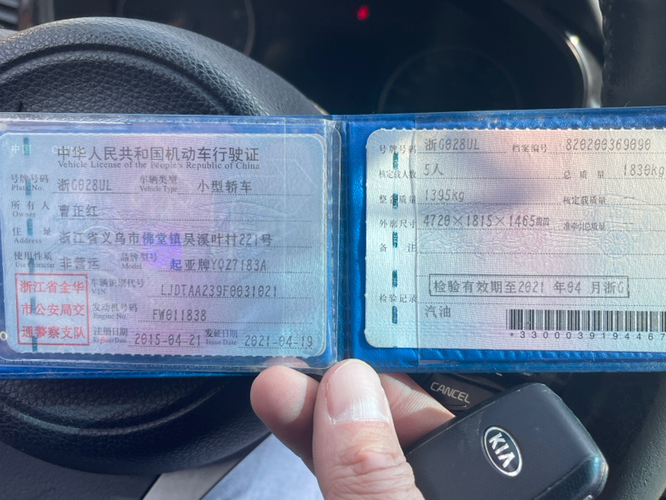 中华人民共和国机动车行驶证
Vehicle License of the People's Republic of China
号牌号码 浙G028UL 车辆类型 小型轿车
Plate No. Vehicle Type
所有人 曹正红
Owner
住址 浙江省义乌市佛堂镇吴溪叶村221号
Address
使用性质 非营运 品牌型号 起亚牌YQZ7183A
Use Character Model
浙江省金华
市公安局交
通警察支队
车辆识别代号 LJDTAA239F0031021
VIN
发动机号码 FW011838
Engine No.
注册日期 2015-04-21 发证日期 2021-04-19
Register Date Issue Date
号牌号码 浙G028UL 档案编号 820200369090
核定载人数 5人 总质量 1830kg
整备质量 1395kg 核定载质量
外廓尺寸 4720×1815×1465mm 准牵引总质量
备注
检验有效期至2021年04月浙G
检验记录
汽油
*3300039194467
CANCEL
KIA